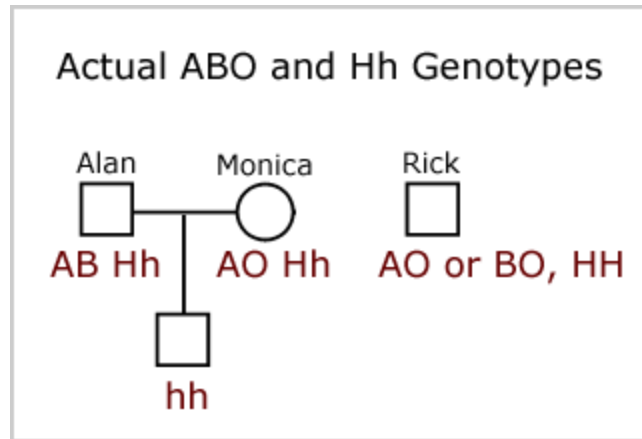 Actual ABO and Hh Genotypes
Alan Monica Rick
AB Hh AO Hh AO or BO, HH
hh